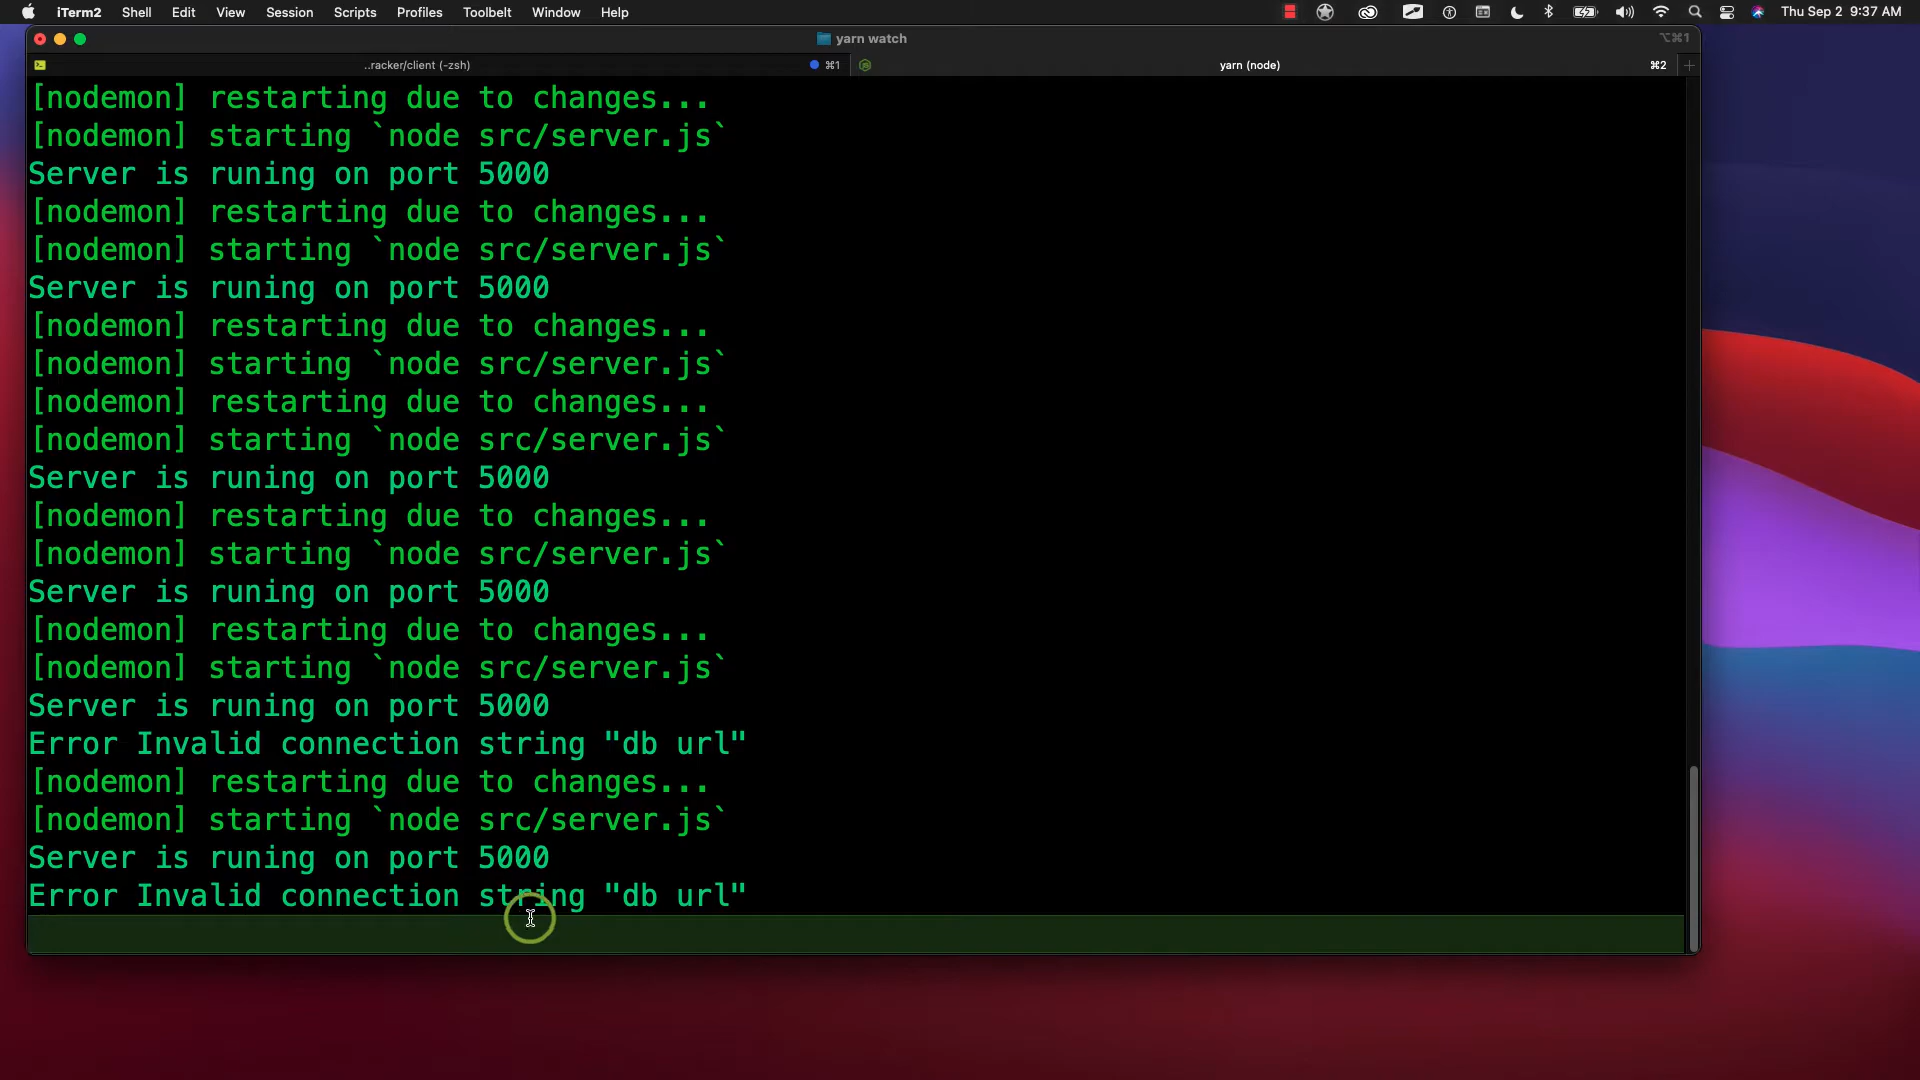 iTerm2 Shell Edit View Session Scripts Profiles Toolbelt Window Help Thu Sep 2 9:37 AM
yarn watch ⌥⌘1
..racker/client (-zsh) ⌘1 yarn (node) ⌘2 +
[nodemon] restarting due to changes...
[nodemon] starting `node src/server.js`
Server is runing on port 5000
[nodemon] restarting due to changes...
[nodemon] starting `node src/server.js`
Server is runing on port 5000
[nodemon] restarting due to changes...
[nodemon] starting `node src/server.js`
[nodemon] restarting due to changes...
[nodemon] starting `node src/server.js`
Server is runing on port 5000
[nodemon] restarting due to changes...
[nodemon] starting `node src/server.js`
Server is runing on port 5000
[nodemon] restarting due to changes...
[nodemon] starting `node src/server.js`
Server is runing on port 5000
Error Invalid connection string "db url"
[nodemon] restarting due to changes...
[nodemon] starting `node src/server.js`
Server is runing on port 5000
Error Invalid connection string "db url"